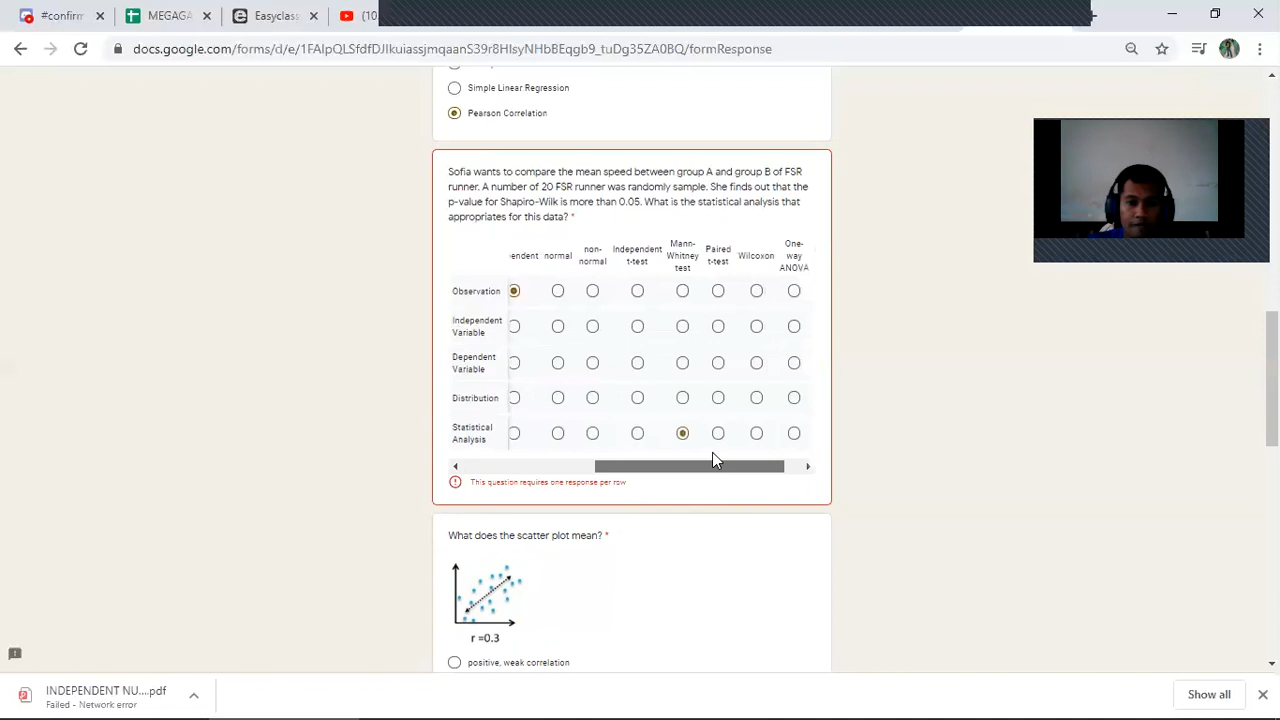 #confirm
MEGAGA
Easyclass
(10
docs.google.com/forms/d/e/1FAIpQLSfdfDJIkuiassjmqaanS39r8HlsyNHbBEqgb9_tuDg35ZA0BQ/formResponse
Simple Linear Regression
Pearson Correlation
Sofia wants to compare the mean speed between group A and group B of FSR
runner. A number of 20 FSR runner was randomly sample. She finds out that the
p-value for Shapiro-Wilk is more than 0.05. What is the statistical analysis that
appropriates for this data? *
endent normal non-normal Independent t-test Mann-Whitney test Paired t-test Wilcoxon One-way ANOVA
Observation
Independent
Variable
Dependent
Variable
Distribution
Statistical
Analysis
This question requires one response per row
What does the scatter plot mean? *
r =0.3
positive, weak correlation
INDEPENDENT NU....pdf
Failed - Network error
Show all